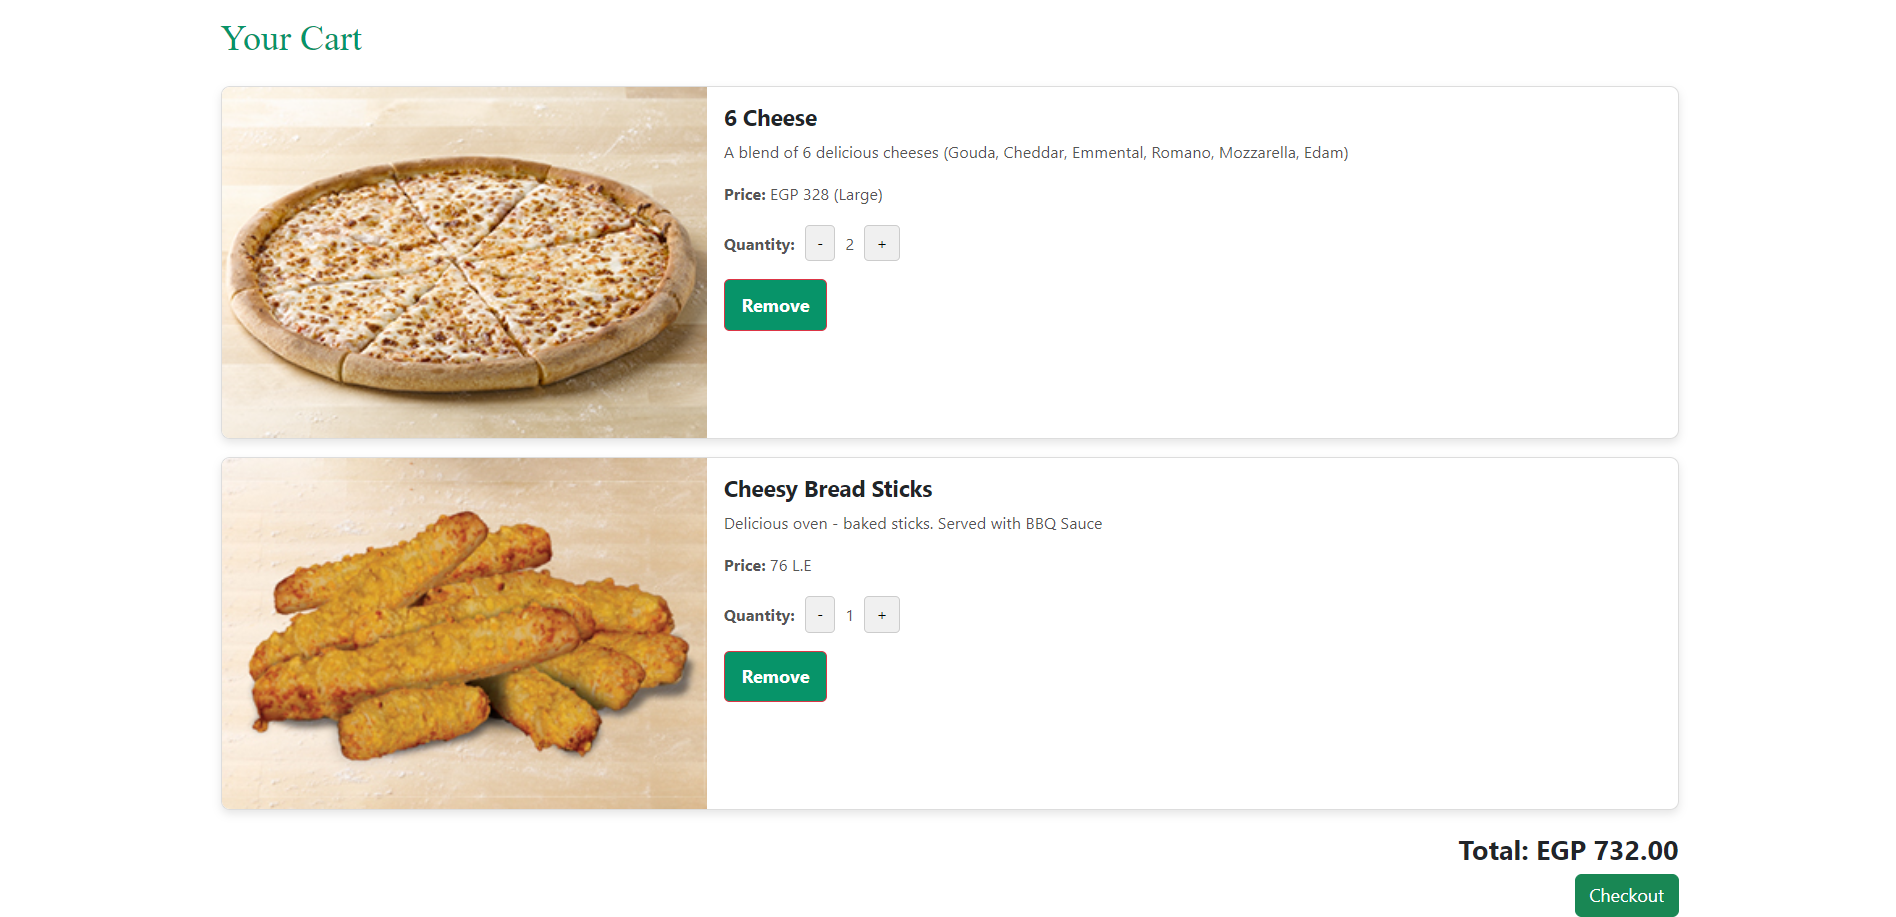 Your Cart
6 Cheese
A blend of 6 delicious cheeses (Gouda, Cheddar, Emmental, Romano, Mozzarella, Edam)
Price: EGP 328 (Large)
Quantity: - 2 +
Remove
Cheesy Bread Sticks
Delicious oven - baked sticks. Served with BBQ Sauce
Price: 76 L.E
Quantity: - 1 +
Remove
Total: EGP 732.00
Checkout